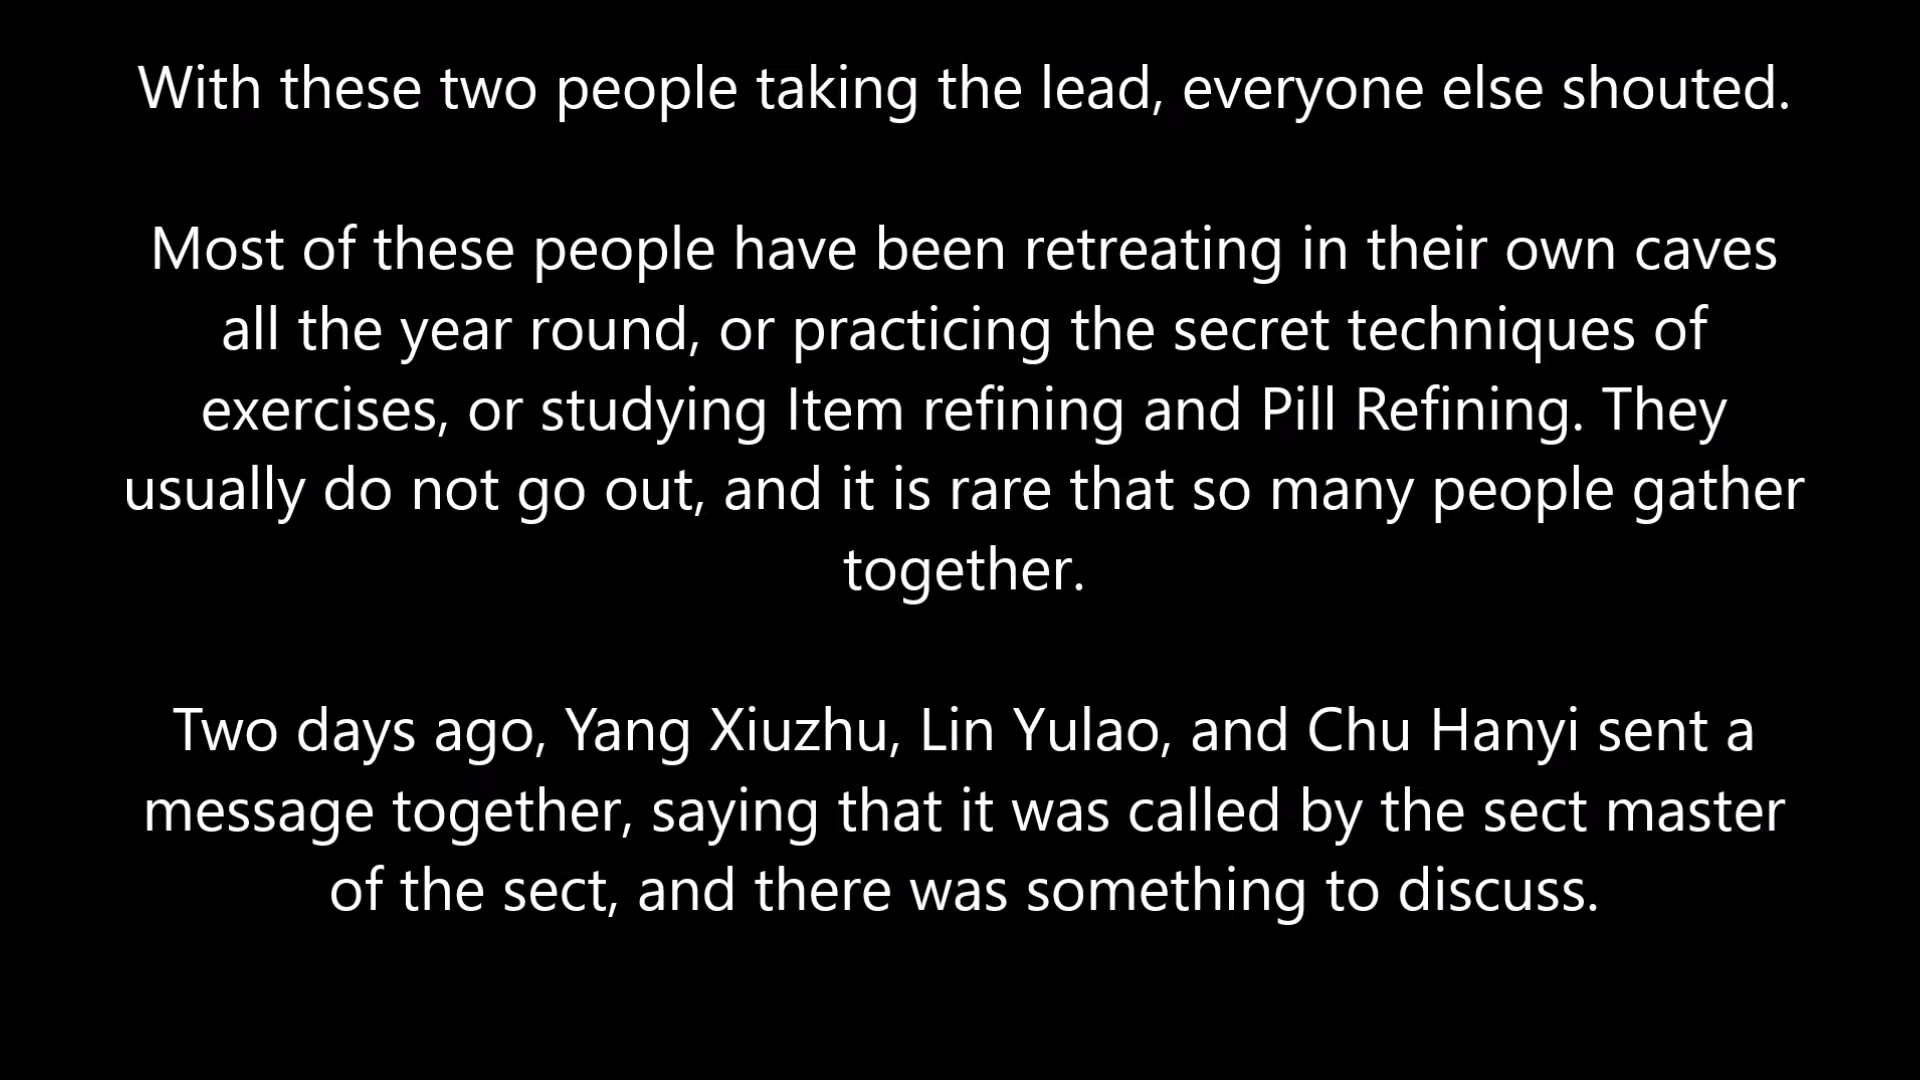 With these two people taking the lead, everyone else shouted.
Most of these people have been retreating in their own caves
all the year round, or practicing the secret techniques of
exercises, or studying Item refining and Pill Refining. They
usually do not go out, and it is rare that so many people gather
together.
Two days ago, Yang Xiuzhu, Lin Yulao, and Chu Hanyi sent a
message together, saying that it was called by the sect master
of the sect, and there was something to discuss.